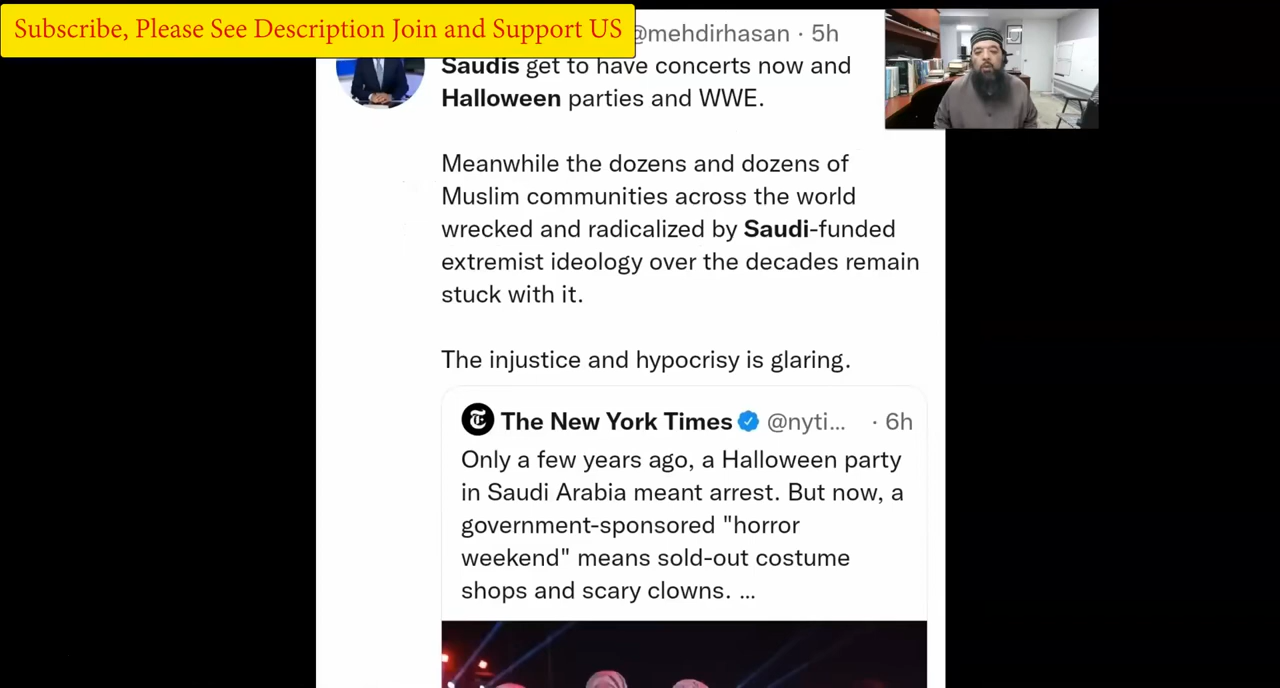 Subscribe, Please See Description Join and Support US
@mehdirhasan · 5h
Saudis get to have concerts now and
Halloween parties and WWE.
Meanwhile the dozens and dozens of
Muslim communities across the world
wrecked and radicalized by Saudi-funded
extremist ideology over the decades remain
stuck with it.
The injustice and hypocrisy is glaring.
The New York Times @nyti... · 6h
Only a few years ago, a Halloween party
in Saudi Arabia meant arrest. But now, a
government-sponsored "horror
weekend" means sold-out costume
shops and scary clowns. ...